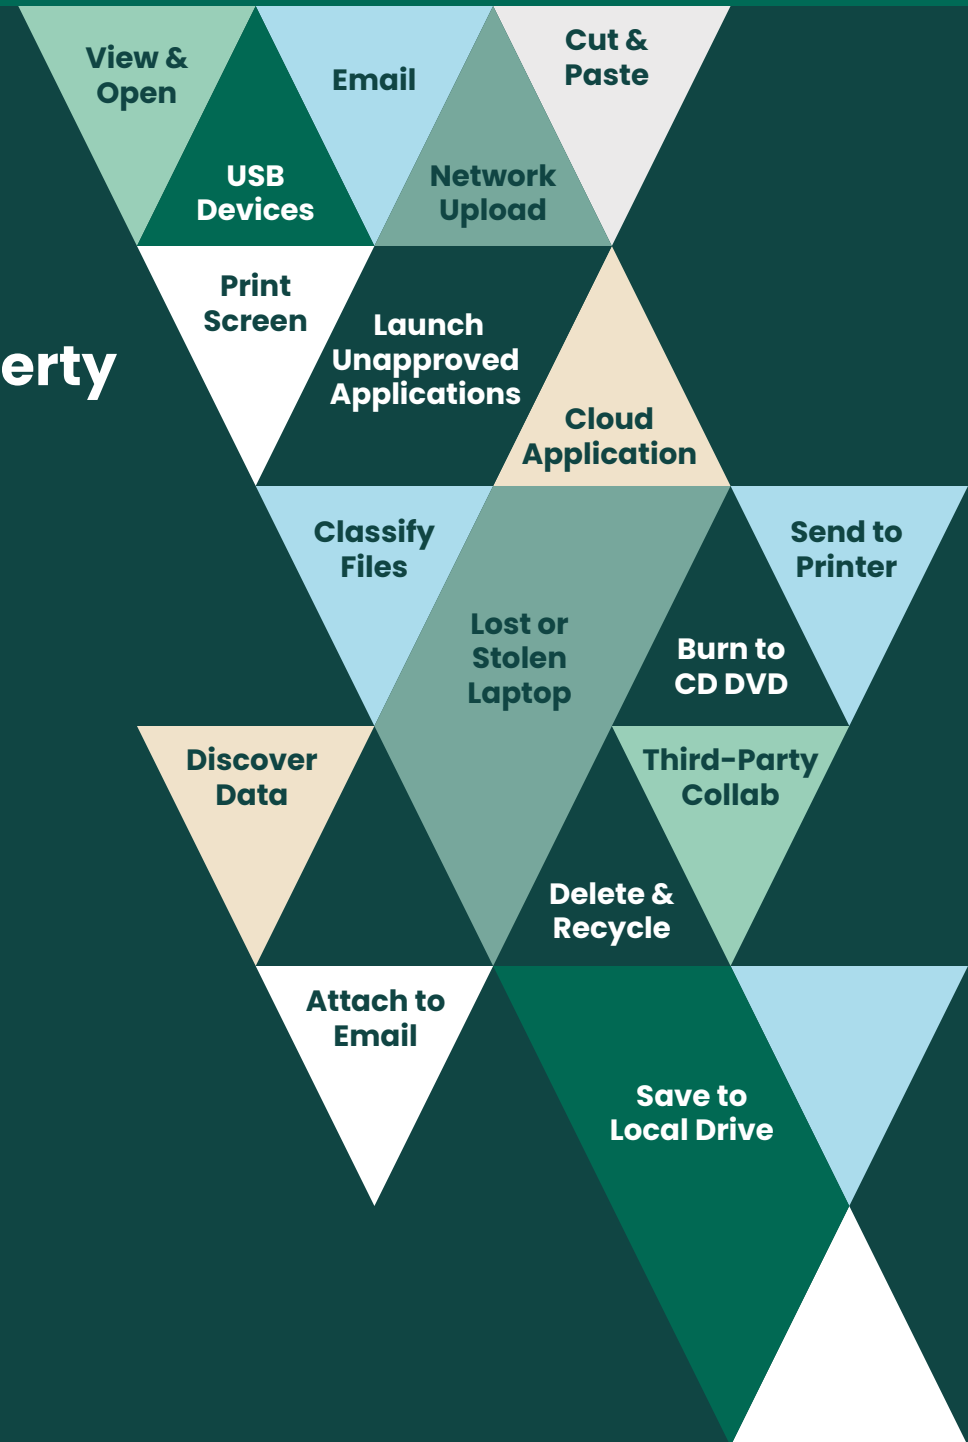 View &
Open
Email
Cut &
Paste
USB
Devices
Network
Upload
Print
Screen
Launch
Unapproved
Applications
erty
Cloud
Application
Classify
Files
Send to
Printer
Lost or
Stolen
Laptop
Burn to
CD DVD
Discover
Data
Third-Party
Collab
Delete &
Recycle
Attach to
Email
Save to
Local Drive